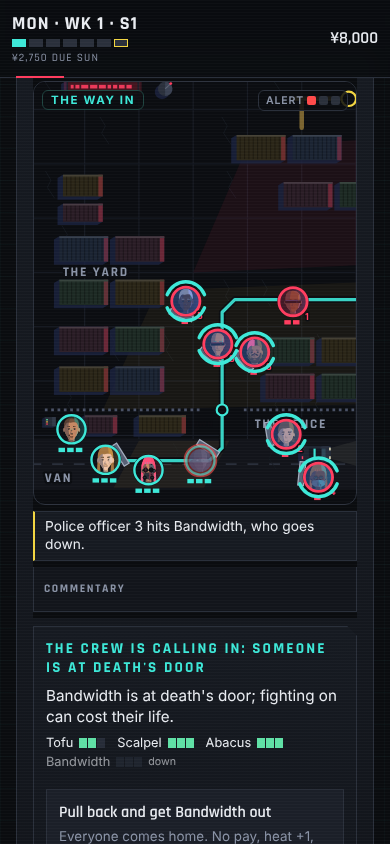 MON · WK 1 · S1
¥2,750 DUE SUN
¥8,000
THE WAY IN
ALERT
THE YARD
1
VAN
Police officer 3 hits Bandwidth, who goes
down.
COMMENTARY
THE CREW IS CALLING IN: SOMEONE
IS AT DEATH'S DOOR
Bandwidth is at death's door; fighting on
can cost their life.
Tofu Scalpel Abacus
Bandwidth down
Pull back and get Bandwidth out
Everyone comes home. No pay, heat +1,